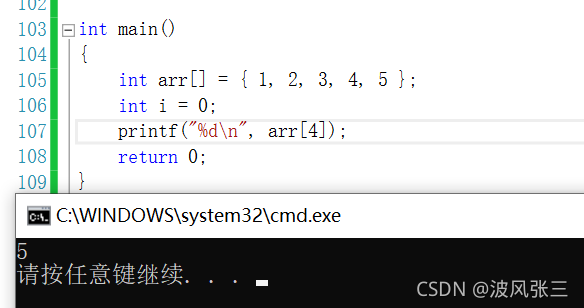 102
103 int main()
104 {
105 int arr[] = { 1, 2, 3, 4, 5 };
106 int i = 0;
107 printf("%d\n", arr[4]);
108 return 0;
109 }
C:\WINDOWS\system32\cmd.exe
5
请按任意键继续. . .
CSDN @波风张三